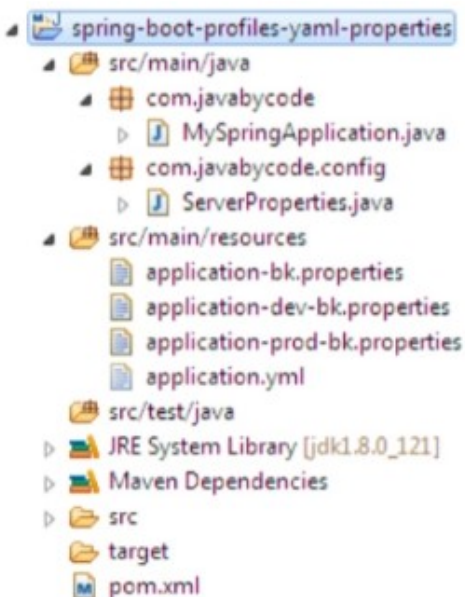 spring-boot-profiles-yaml-properties
src/main/java
com.javabycode
MySpringApplication.java
com.javabycode.config
ServerProperties.java
src/main/resources
application-bk.properties
application-dev-bk.properties
application-prod-bk.properties
application.yml
src/test/java
JRE System Library [jdk1.8.0_121]
Maven Dependencies
src
target
pom.xml